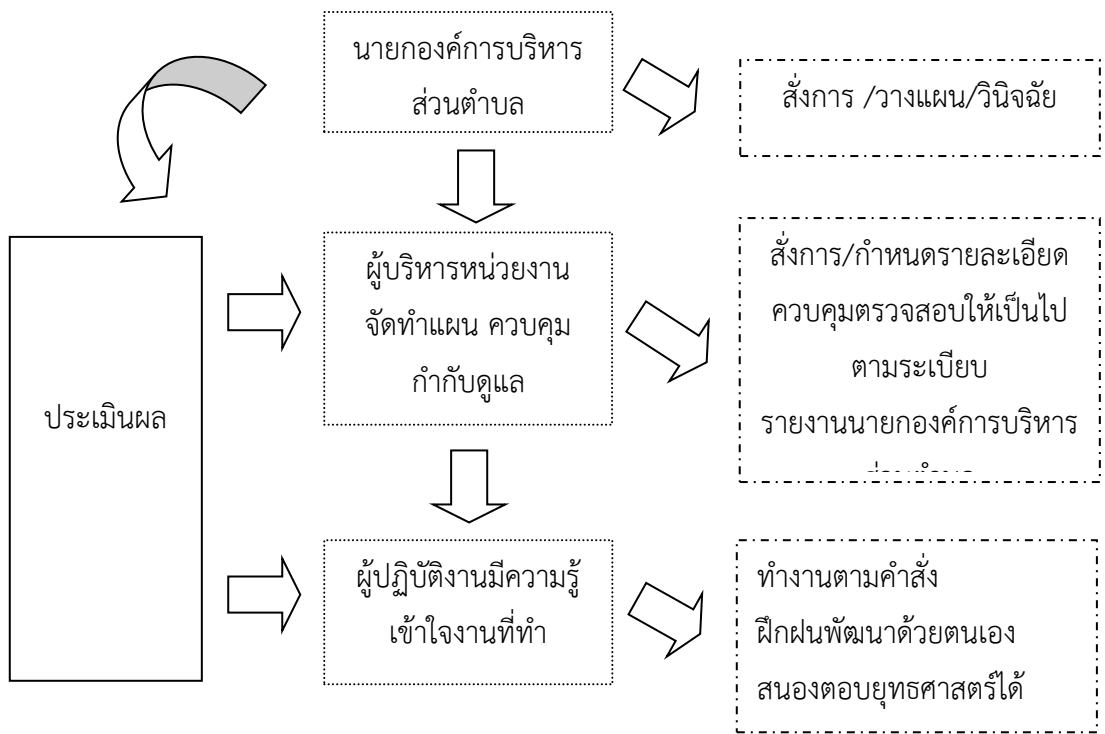 นายกองค์การบริหาร
ส่วนตำบล
สั่งการ /วางแผน/วินิจฉัย
ประเมินผล
ผู้บริหารหน่วยงาน
จัดทำแผน ควบคุม
กำกับดูแล
สั่งการ/กำหนดรายละเอียด
ควบคุมตรวจสอบให้เป็นไป
ตามระเบียบ
รายงานนายกองค์การบริหาร
ผู้ปฏิบัติงานมีความรู้
เข้าใจงานที่ทำ
ทำงานตามคำสั่ง
ฝึกฝนพัฒนาด้วยตนเอง
สนองตอบยุทธศาสตร์ได้